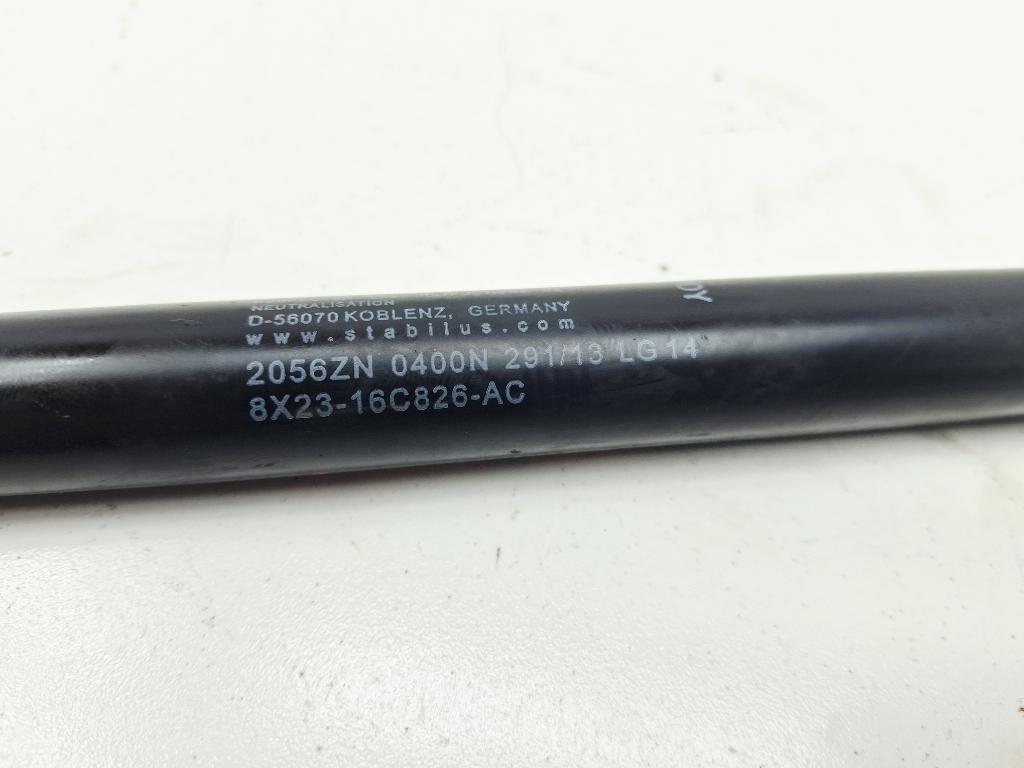 NEUTRALISATION
D-56070 KOBLENZ, GERMANY
www.stabilus.com
2056ZN 0400N 291/13 LG 14
8X23-16C826-AC